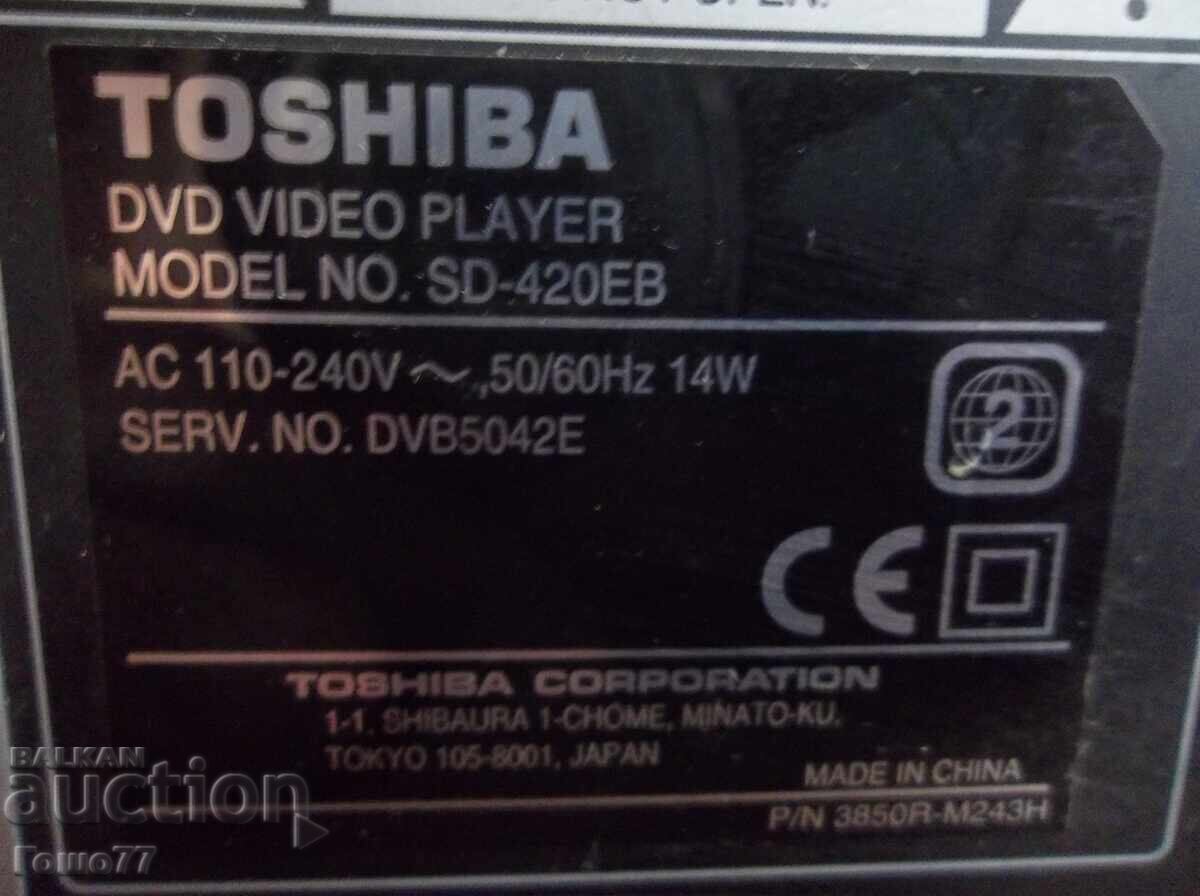 TOSHIBA
DVD VIDEO PLAYER
MODEL NO. SD-420EB
AC 110-240V ~ ,50/60Hz 14W
SERV. NO. DVB5042E
2
CE
TOSHIBA CORPORATION
1-1, SHIBAURA 1-CHOME, MINATO-KU,
TOKYO 105-8001, JAPAN
MADE IN CHINA
P/N 3850R-M243H
BALKAN
auction
Гошо77